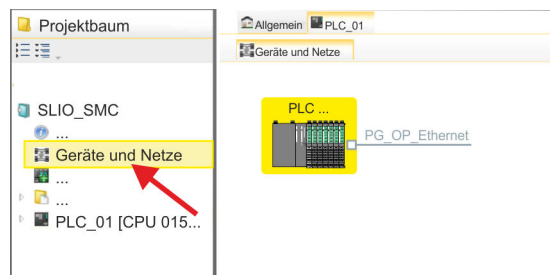 Projektbaum
SLIO_SMC
...
Geräte und Netze
...
...
PLC_01 [CPU 015...
Allgemein PLC_01
Geräte und Netze
PLC ...
PG_OP_Ethernet